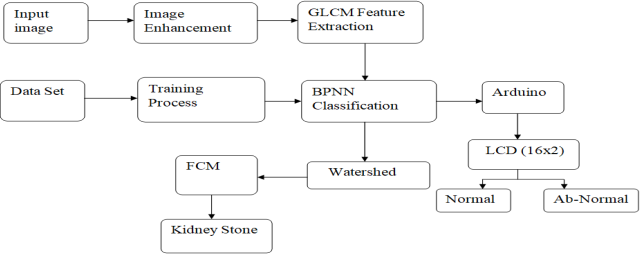 Input
image
Image
Enhancement
GLCM Feature
Extraction
Data Set
Training
Process
BPNN
Classification
Arduino
LCD (16x2)
FCM
Watershed
Normal
Ab-Normal
Kidney Stone